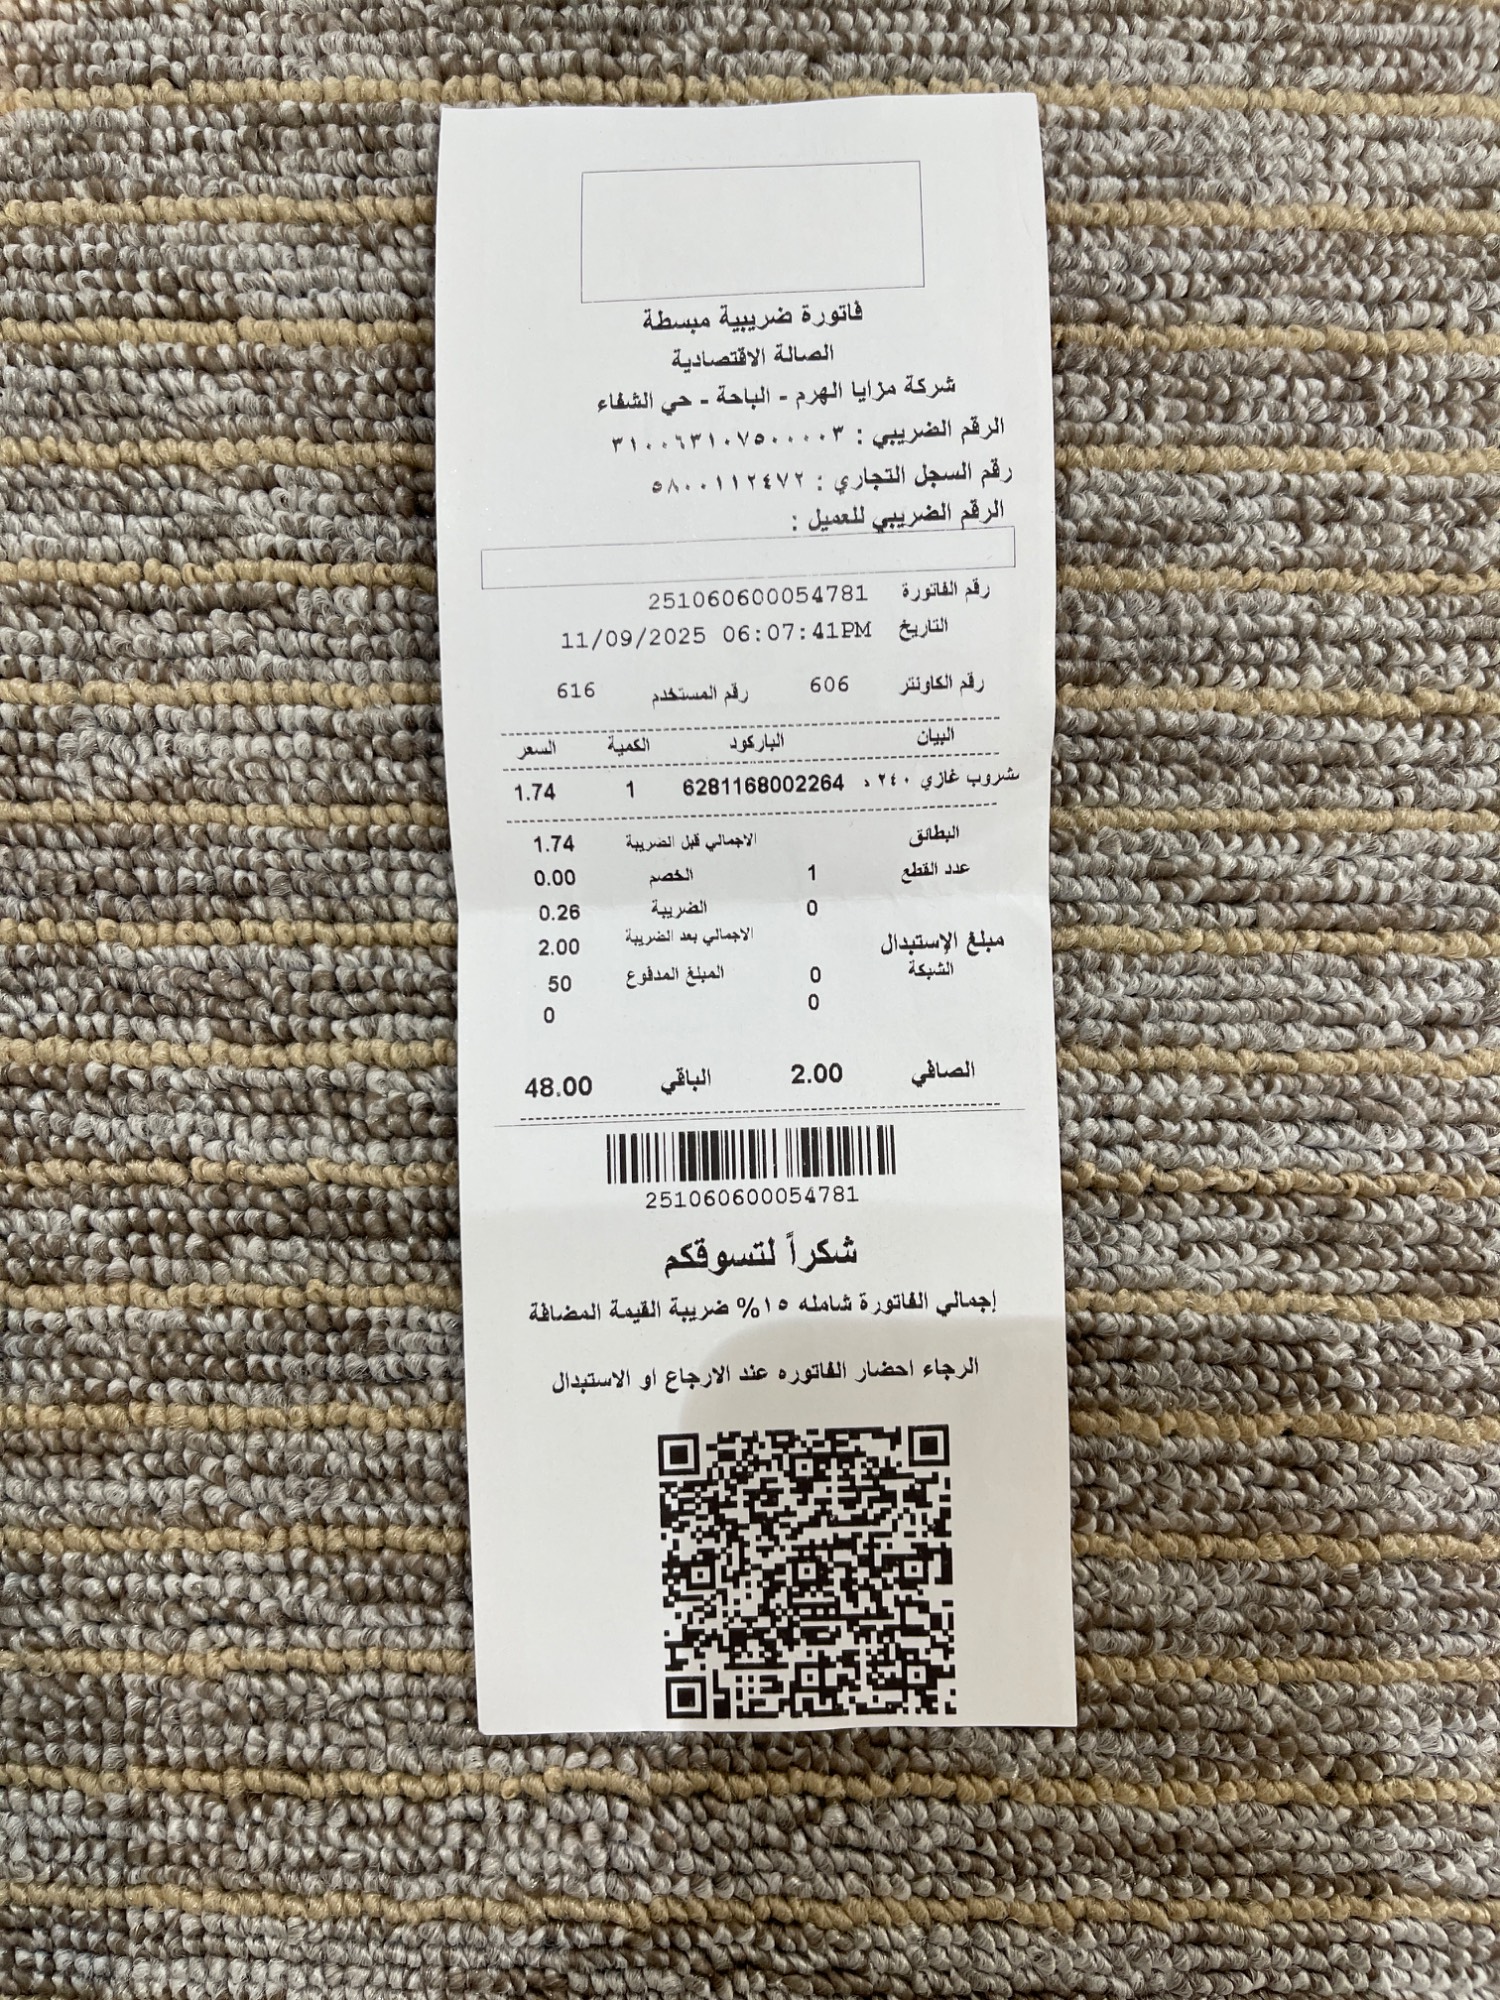 فاتورة ضريبية مبسطة
الصالة الاقتصادية
شركة مزايا الهرم - الباحة - حي الشفاء
الرقم الضريبي : ٣١٠٠٦٣١٠٧٥٠٠٠٠٣
رقم السجل التجاري : ٥٨٠٠١١٢٤٧٢
الرقم الضريبي للعميل :
رقم الفاتورة 251060600054781
التاريخ 11/09/2025 06:07:41PM
رقم الكاونتر 606 رقم المستخدم 616
البيان الباركود الكمية السعر
مشروب غازي ٢٤٠ د 6281168002264 1 1.74
البطائق الاجمالي قبل الضريبة 1.74
عدد القطع 1 الخصم 0.00
0 الضريبة 0.26
مبلغ الإستبدال الاجمالي بعد الضريبة 2.00
الشبكة 0 المبلغ المدفوع 50
0 0
الصافي 2.00 الباقي 48.00
251060600054781
شكراً لتسوقكم
إجمالي الفاتورة شامله ١٥% ضريبة القيمة المضافة
الرجاء احضار الفاتوره عند الارجاع او الاستبدال